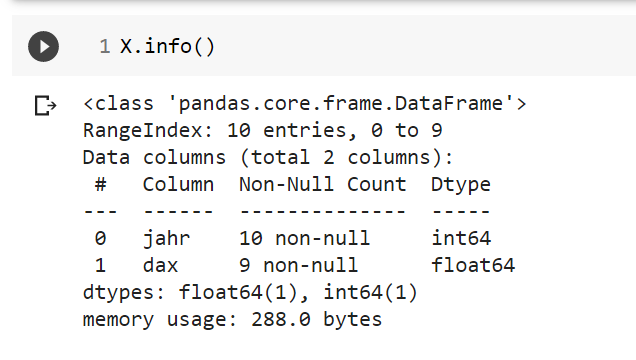 1 X.info()
<class 'pandas.core.frame.DataFrame'>
RangeIndex: 10 entries, 0 to 9
Data columns (total 2 columns):
 #   Column  Non-Null Count  Dtype
---  ------  --------------  -----
 0   jahr    10 non-null     int64
 1   dax     9 non-null      float64
dtypes: float64(1), int64(1)
memory usage: 288.0 bytes